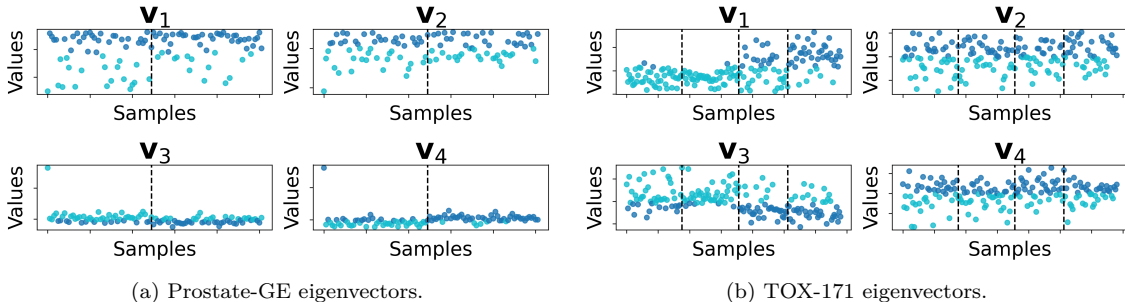 v1 v2 v1 v2
Values Values Values Values
Samples Samples Samples Samples
v3 v4 v3 v4
Values Values Values Values
Samples Samples Samples Samples
(a) Prostate-GE eigenvectors. (b) TOX-171 eigenvectors.